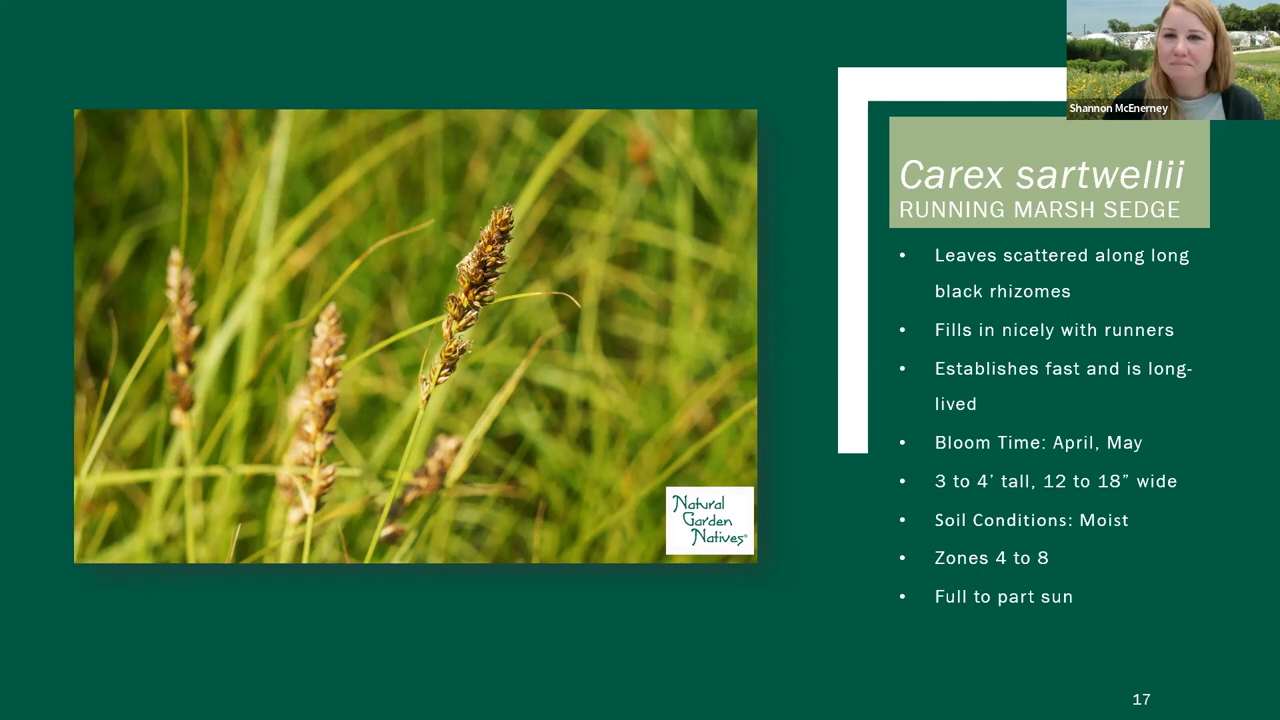 Shannon McEnerney
Carex sartwellii
RUNNING MARSH SEDGE
• Leaves scattered along long
black rhizomes
• Fills in nicely with runners
• Establishes fast and is long-
lived
• Bloom Time: April, May
• 3 to 4’ tall, 12 to 18” wide
• Soil Conditions: Moist
• Zones 4 to 8
• Full to part sun
Natural
Garden
Natives®
17